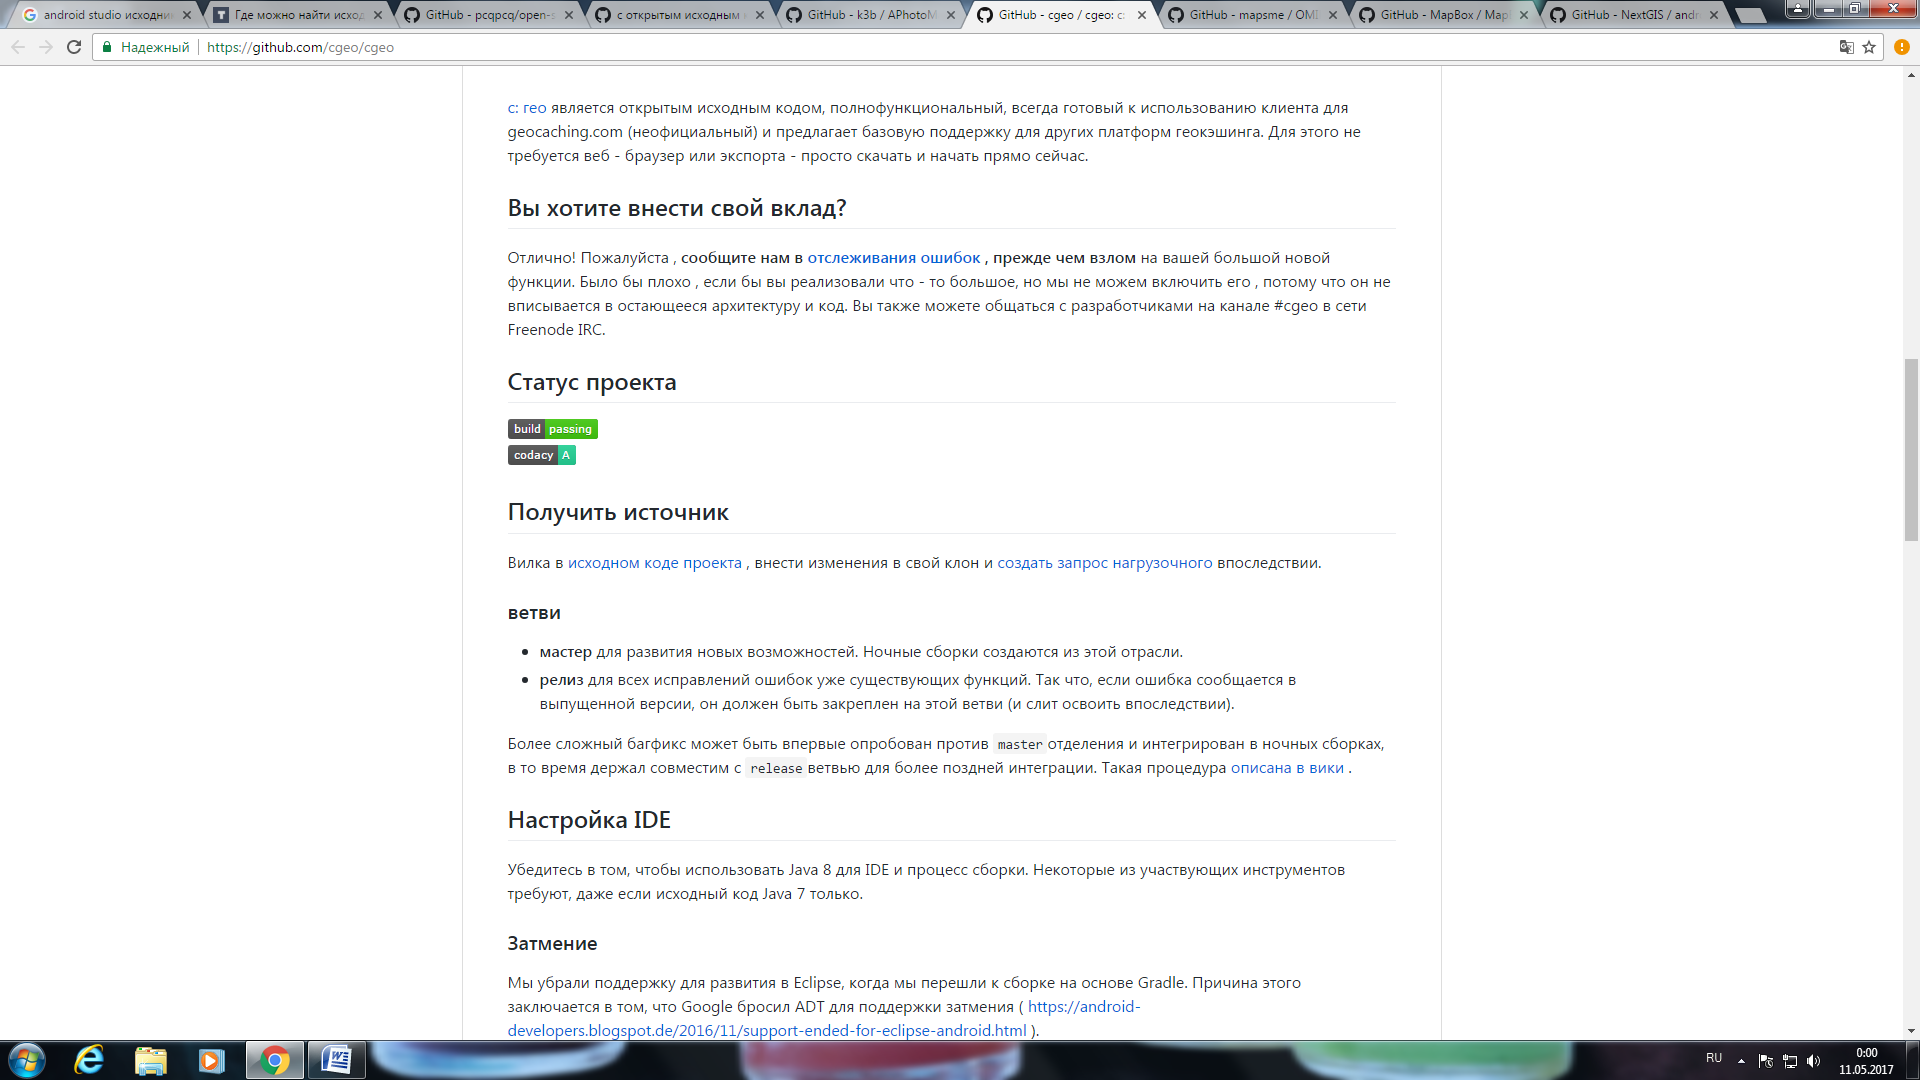 android studio исходник
Где можно найти исход
GitHub - pcqpcq/open-s
с открытым исходным
GitHub - k3b / APhotoM
GitHub - cgeo / cgeo: c:
GitHub - mapsme / OMI
GitHub - MapBox / Map
GitHub - NextGIS / andr
Надежный
https://github.com/cgeo/cgeo
с: гео является открытым исходным кодом, полнофункциональный, всегда готовый к использованию клиента для
geocaching.com (неофициальный) и предлагает базовую поддержку для других платформ геокэшинга. Для этого не
требуется веб - браузер или экспорта - просто скачать и начать прямо сейчас.
Вы хотите внести свой вклад?
Отлично! Пожалуйста , сообщите нам в отслеживания ошибок , прежде чем взлом на вашей большой новой
функции. Было бы плохо , если бы вы реализовали что - то большое, но мы не можем включить его , потому что он не
вписывается в остающееся архитектуру и код. Вы также можете общаться с разработчиками на канале #cgeo в сети
Freenode IRC.
Статус проекта
build passing
codacy A
Получить источник
Вилка в исходном коде проекта , внести изменения в свой клон и создать запрос нагрузочного впоследствии.
ветви
• мастер для развития новых возможностей. Ночные сборки создаются из этой отрасли.
• релиз для всех исправлений ошибок уже существующих функций. Так что, если ошибка сообщается в
выпущенной версии, он должен быть закреплен на этой ветви (и слит освоить впоследствии).
Более сложный багфикс может быть впервые опробован против master отделения и интегрирован в ночных сборках,
в то время держал совместим с release ветвью для более поздней интеграции. Такая процедура описана в вики .
Настройка IDE
Убедитесь в том, чтобы использовать Java 8 для IDE и процесс сборки. Некоторые из участвующих инструментов
требуют, даже если исходный код Java 7 только.
Затмение
Мы убрали поддержку для развития в Eclipse, когда мы перешли к сборке на основе Gradle. Причина этого
заключается в том, что Google бросил ADT для поддержки затмения ( https://android-
developers.blogspot.de/2016/11/support-ended-for-eclipse-android.html ).
RU
0:00
11.05.2017